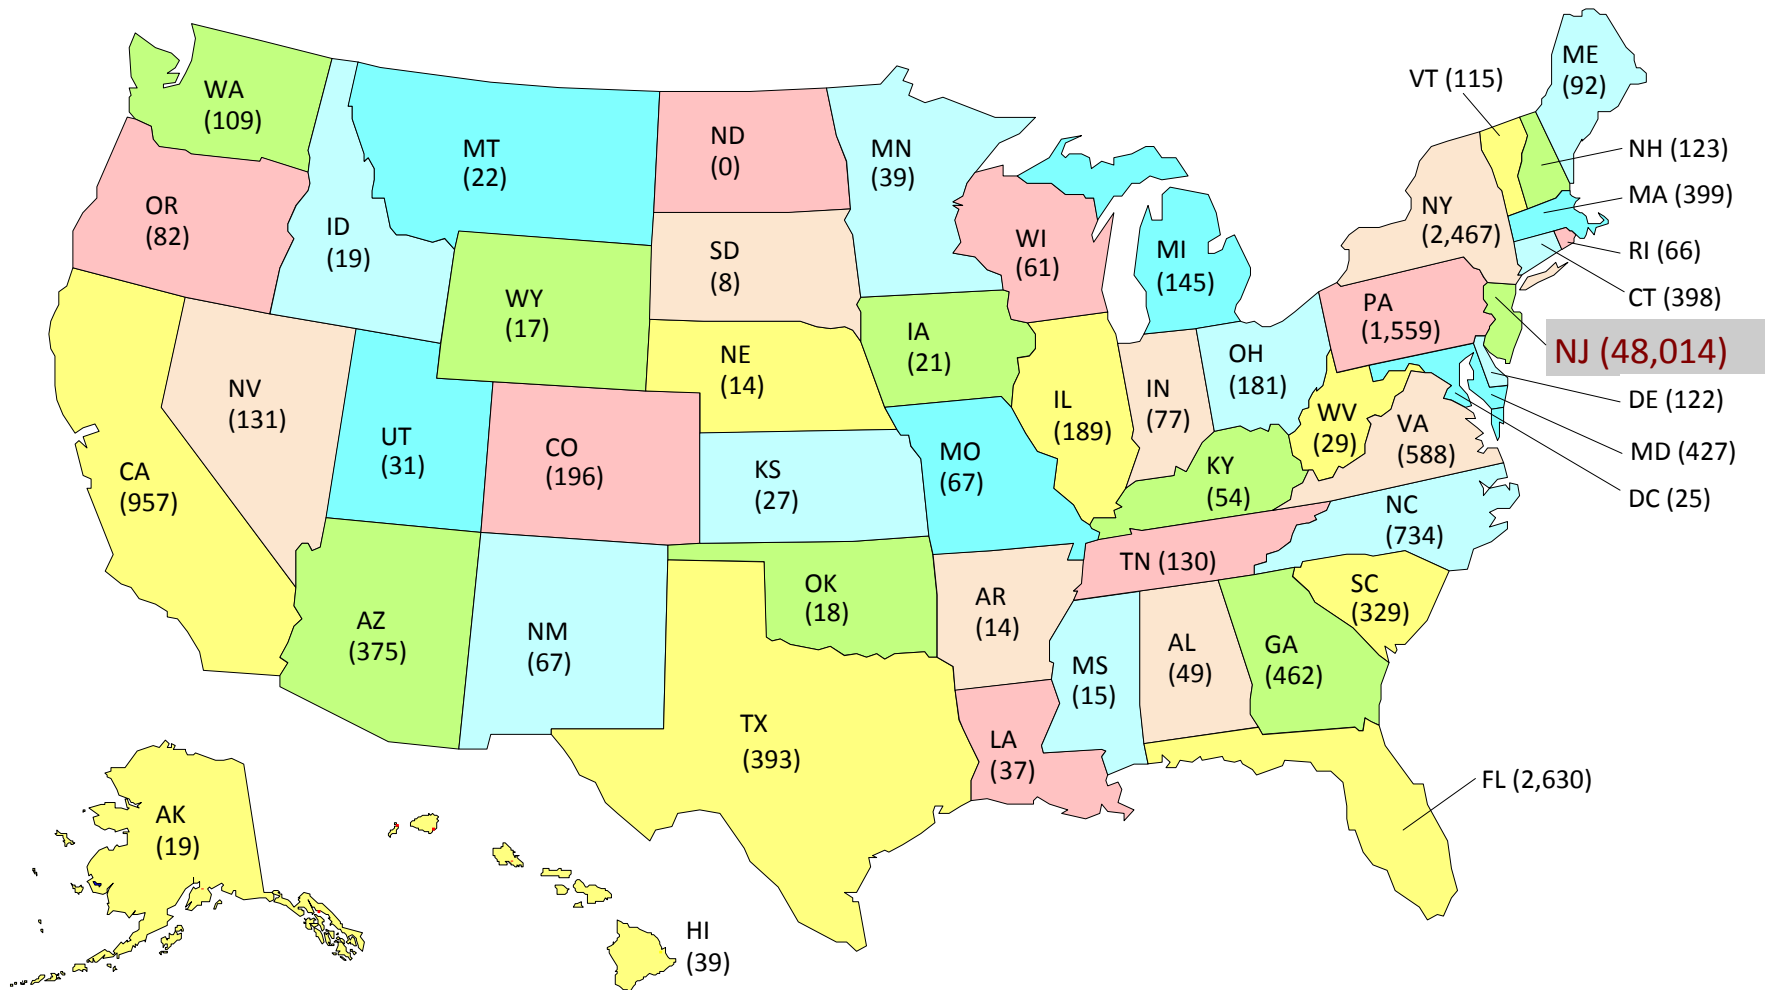 WA
(109)
OR
(82)
CA
(957)
NV
(131)
ID
(19)
MT
(22)
WY
(17)
UT
(31)
AZ
(375)
CO
(196)
NM
(67)
ND
(0)
SD
(8)
NE
(14)
KS
(27)
OK
(18)
TX
(393)
MN
(39)
IA
(21)
MO
(67)
AR
(14)
LA
(37)
WI
(61)
IL
(189)
MI
(145)
IN
(77)
OH
(181)
KY
(54)
TN (130)
MS
(15)
AL
(49)
GA
(462)
SC
(329)
NC
(734)
VA
(588)
WV
(29)
PA
(1,559)
NY
(2,467)
VT (115)
ME
(92)
NH (123)
MA (399)
RI (66)
CT (398)
NJ (48,014)
DE (122)
MD (427)
DC (25)
FL (2,630)
AK
(19)
HI
(39)